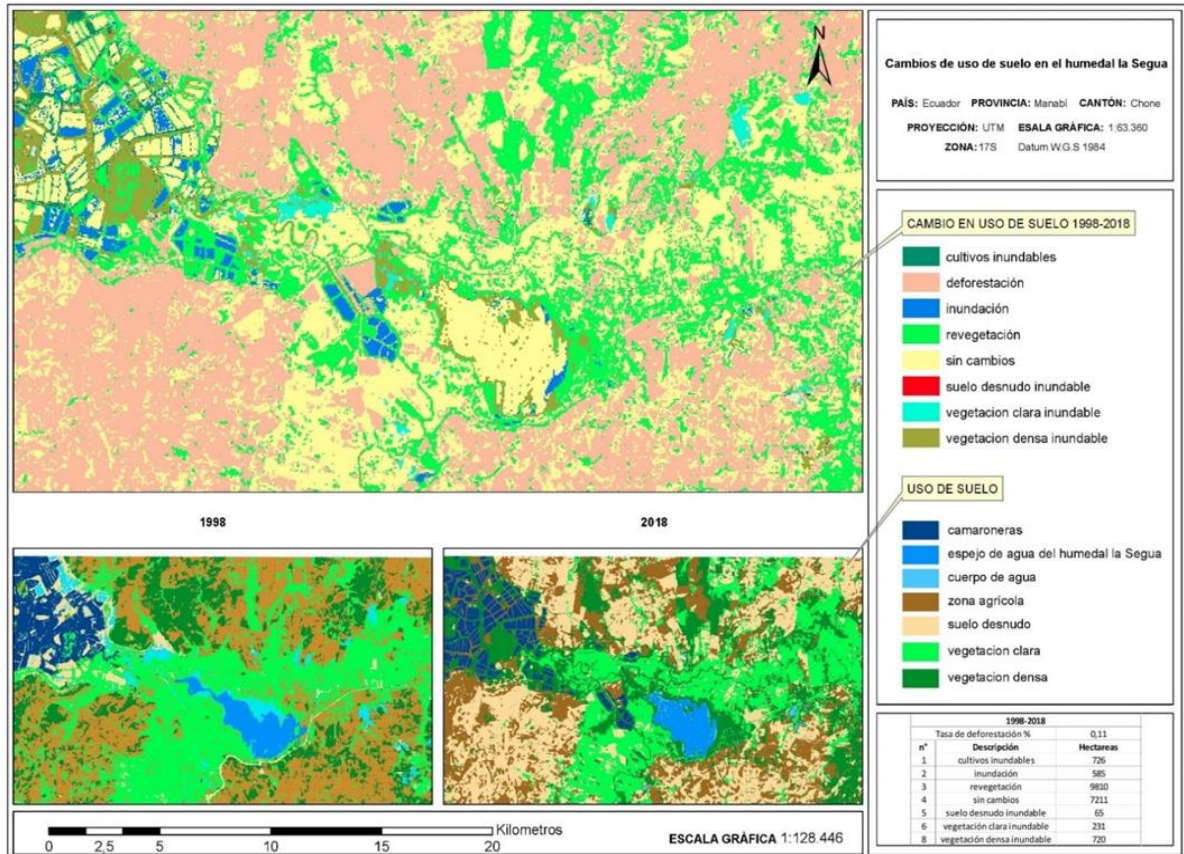 N
Cambios de uso de suelo en el humedal la Segua
PAÍS: Ecuador PROVINCIA: Manabí CANTÓN: Chone
PROYECCIÓN: UTM ESALA GRÁFICA: 1:63.360
ZONA: 17S Datum W.G.S 1984
CAMBIO EN USO DE SUELO 1998-2018
cultivos inundables
deforestación
inundación
revegetación
sin cambios
suelo desnudo inundable
vegetacion clara inundable
vegetacion densa inundable
USO DE SUELO
camaroneras
espejo de agua del humedal la Segua
cuerpo de agua
zona agricola
suelo desnudo
vegetacion clara
vegetacion densa
1998
2018
1998-2018
Tasa de deforestación % 0,11
n° Descripción Hectareas
1 cultivos inundables 726
2 inundación 585
3 revegetación 9810
4 sin cambios 7211
5 suelo desnudo inundable 65
6 vegetación clara inundable 231
8 vegetación densa inundable 720
Kilometros
0 2,5 5 10 15 20
ESCALA GRÁFICA 1:128.446